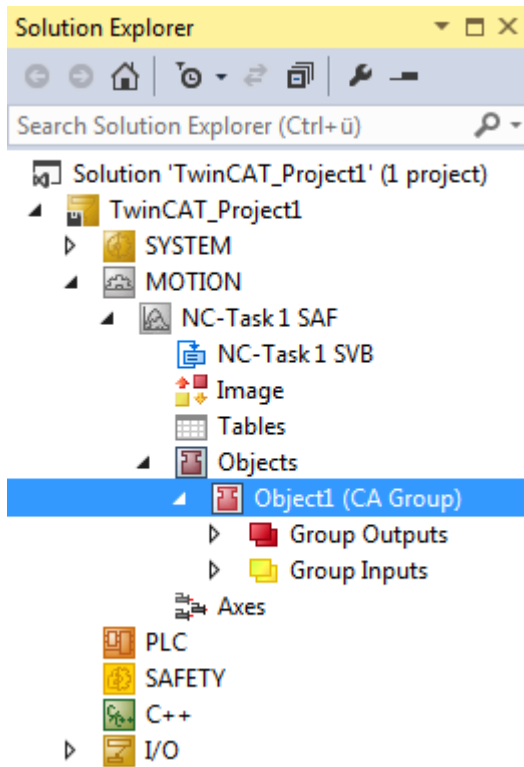 Solution Explorer
Search Solution Explorer (Ctrl+ü)
Solution 'TwinCAT_Project1' (1 project)
TwinCAT_Project1
SYSTEM
MOTION
NC-Task 1 SAF
NC-Task 1 SVB
Image
Tables
Objects
Object1 (CA Group)
Group Outputs
Group Inputs
Axes
PLC
SAFETY
C++
I/O